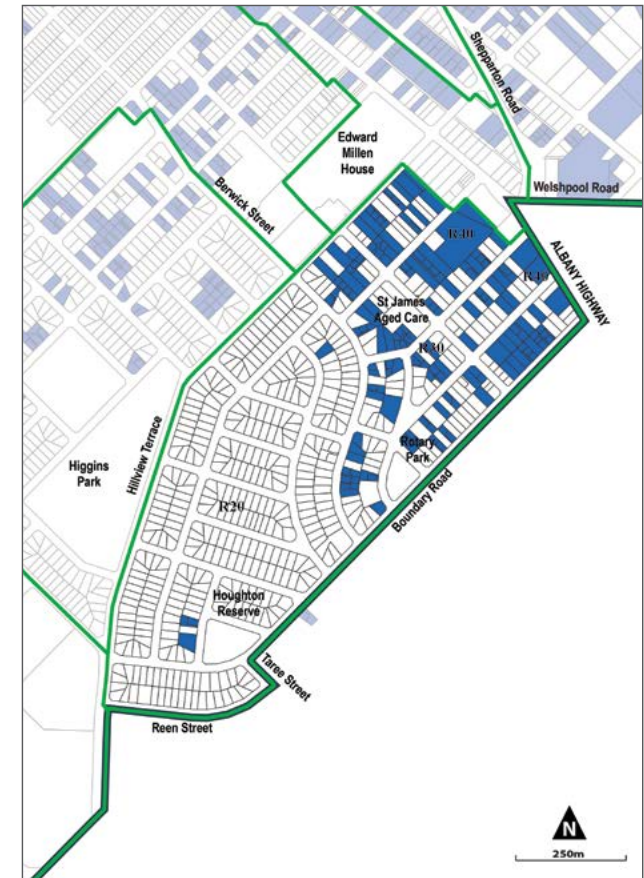 Shepparton Road
Edward
Millen
House
Welshpool Road
Berwick Street
R40
ALBANY HIGHWAY
R40
St James
Aged Care
R30
Higgins
Park
Hillview Terrace
Rotary
Park
Boundary Road
R20
Houghton
Reserve
Taree Street
Reen Street
N
250m